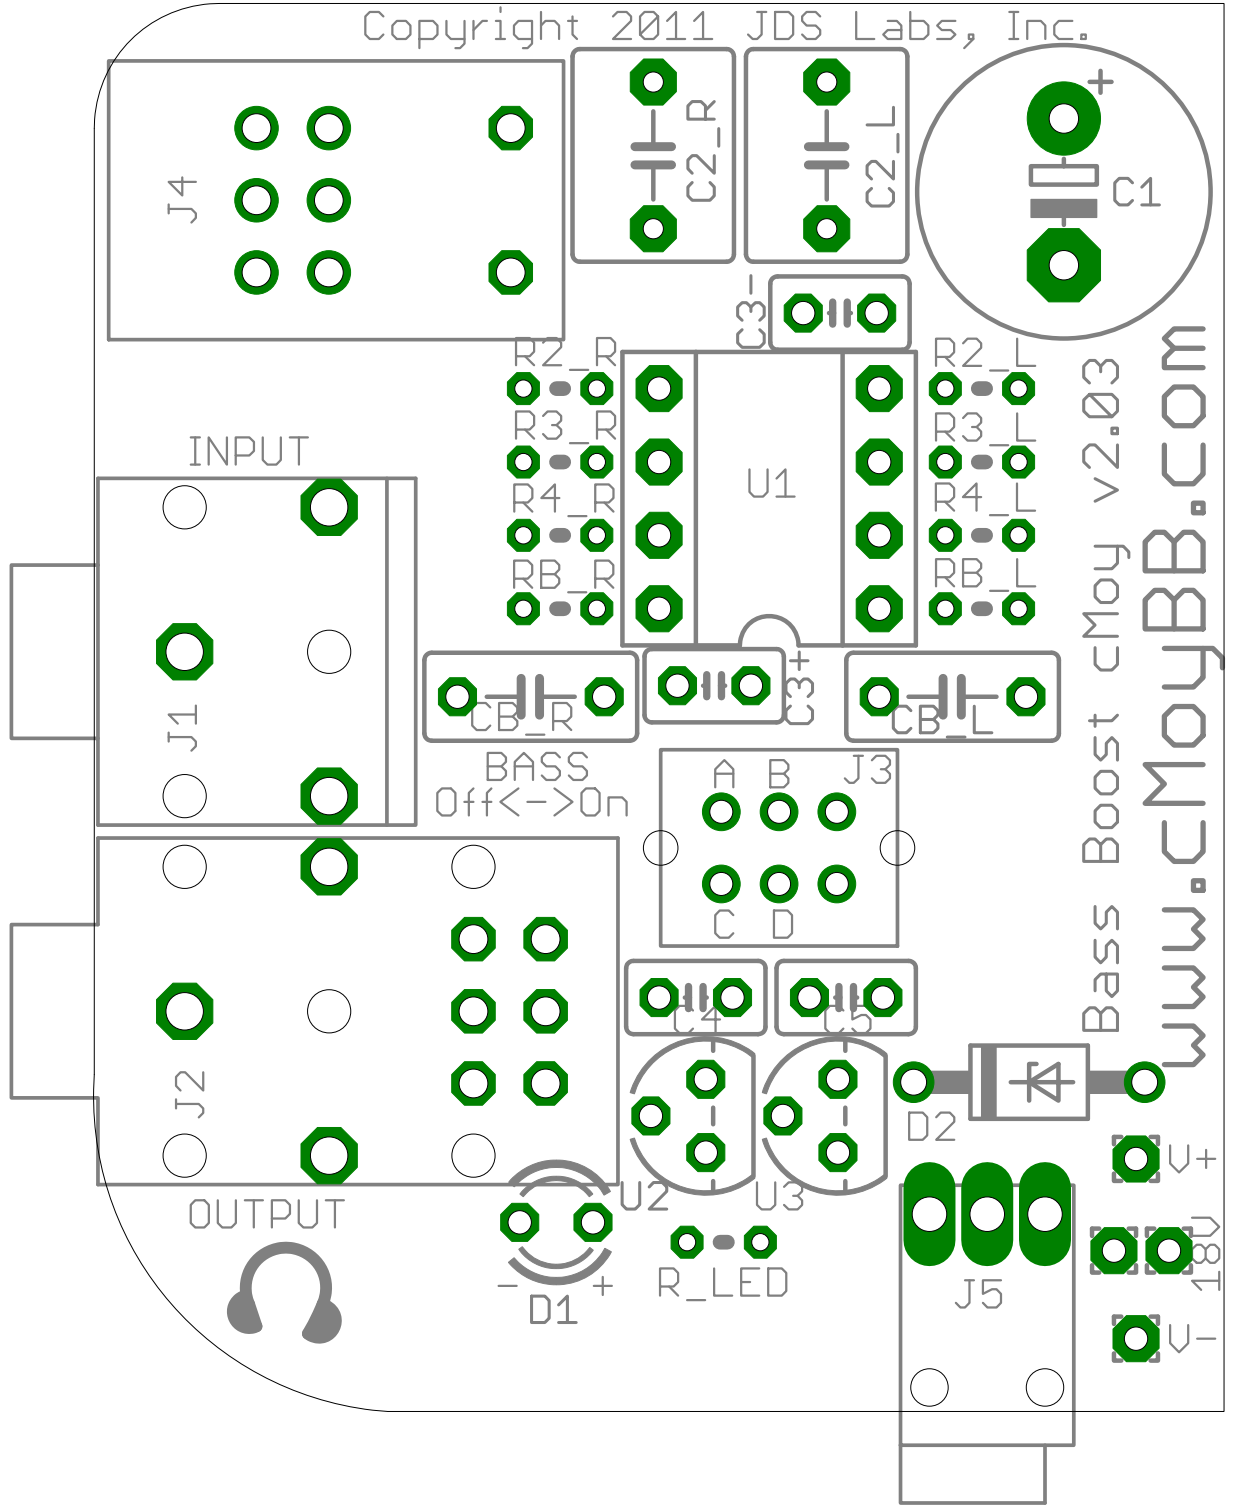 Copyright 2011 JDS Labs, Inc.
J4
C2_R
C2_L
+
C1
C3-
R2_R
R2_L
R3_R
R3_L
INPUT
U1
R4_R
R4_L
RB_R
RB_L
J1
CB_R
C3+
CB_L
BASS
Off<->On
A B J3
C D
Bass Boost cMoy v2.03
www.cMoyBB.com
C4
C5
J2
D2
V+
OUTPUT
U2
U3
18V
- +
D1
R_LED
J5
V-